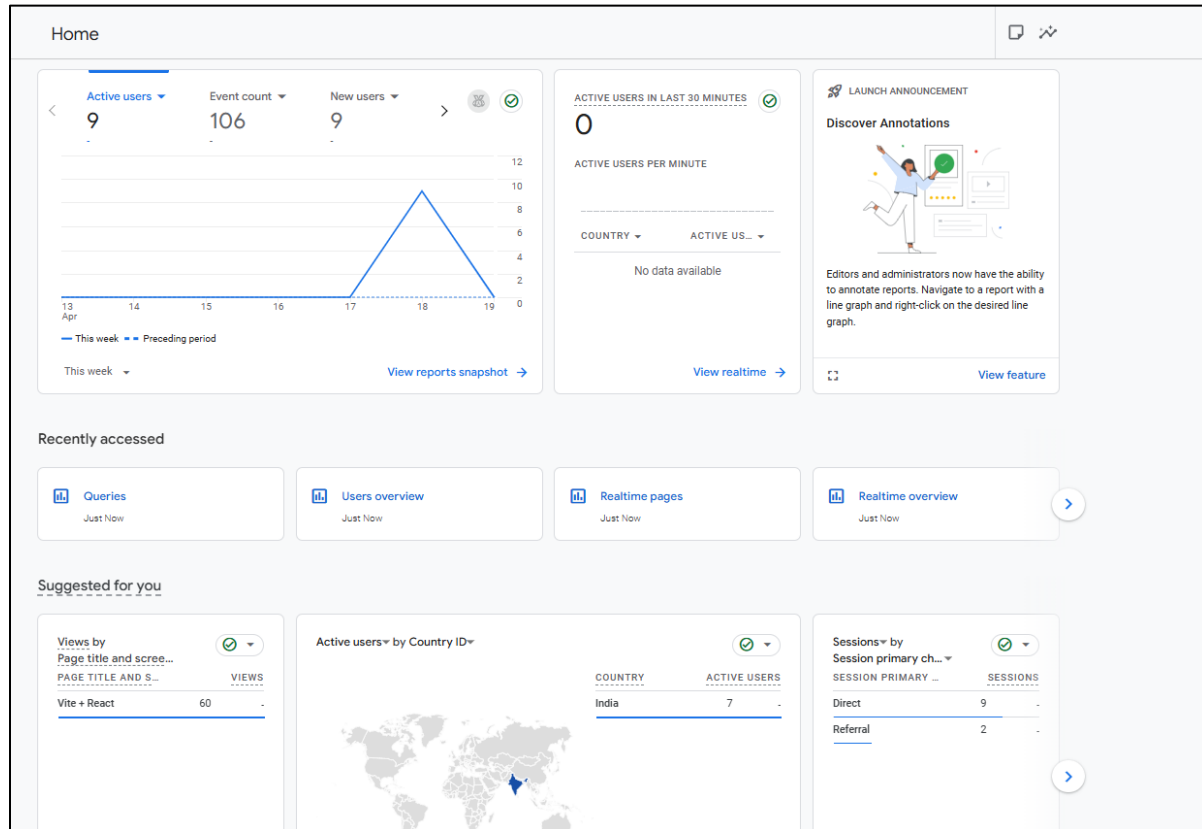 Home
Active users
Event count
New users
9
106
9
-
-
-
12
10
8
6
4
2
0
13
Apr
14
15
16
17
18
19
This week
Preceding period
This week
View reports snapshot
ACTIVE USERS IN LAST 30 MINUTES
0
ACTIVE USERS PER MINUTE
COUNTRY
ACTIVE US...
No data available
View realtime
LAUNCH ANNOUNCEMENT
Discover Annotations
Editors and administrators now have the ability
to annotate reports. Navigate to a report with a
line graph and right-click on the desired line
graph.
View feature
Recently accessed
Queries
Just Now
Users overview
Just Now
Realtime pages
Just Now
Realtime overview
Just Now
Suggested for you
Views by
Page title and scree...
PAGE TITLE AND S... VIEWS
Vite + React 60 -
Active users by Country ID
COUNTRY ACTIVE USERS
India 7 -
Sessions by
Session primary ch...
SESSION PRIMARY ... SESSIONS
Direct 9 -
Referral 2 -